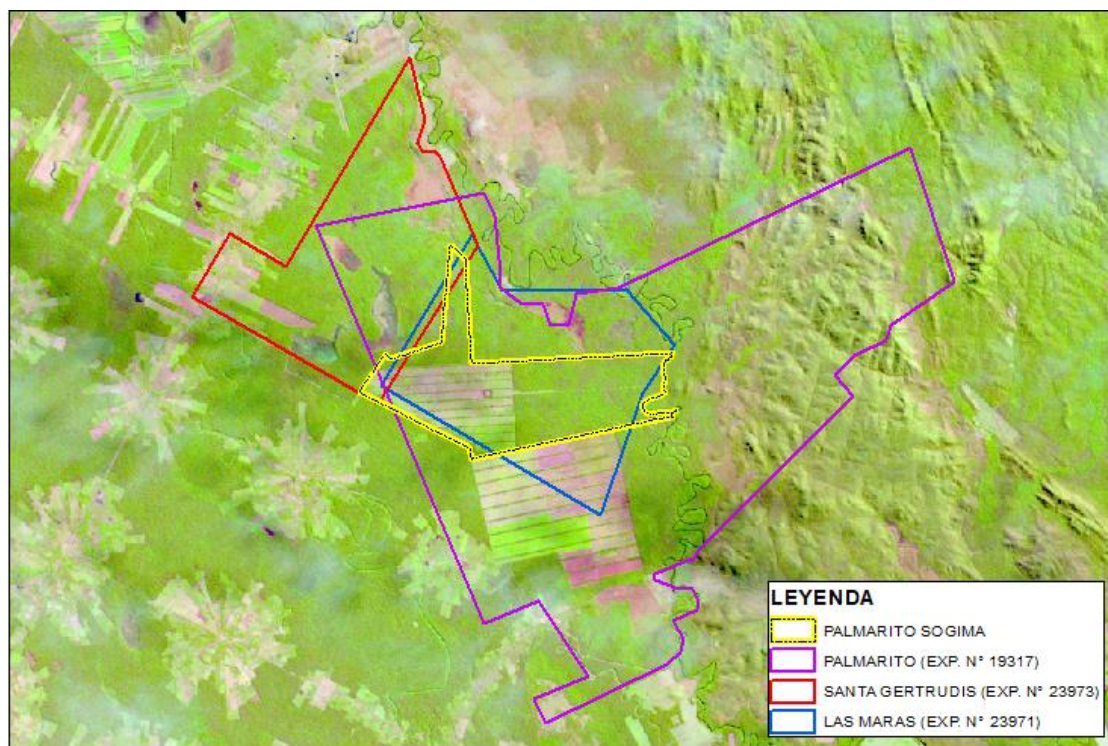 LEYENDA
PALMARITO SOGIMA
PALMARITO (EXP. N° 19317)
SANTA GERTRUDIS (EXP. N° 23973)
LAS MARAS (EXP. N° 23971)